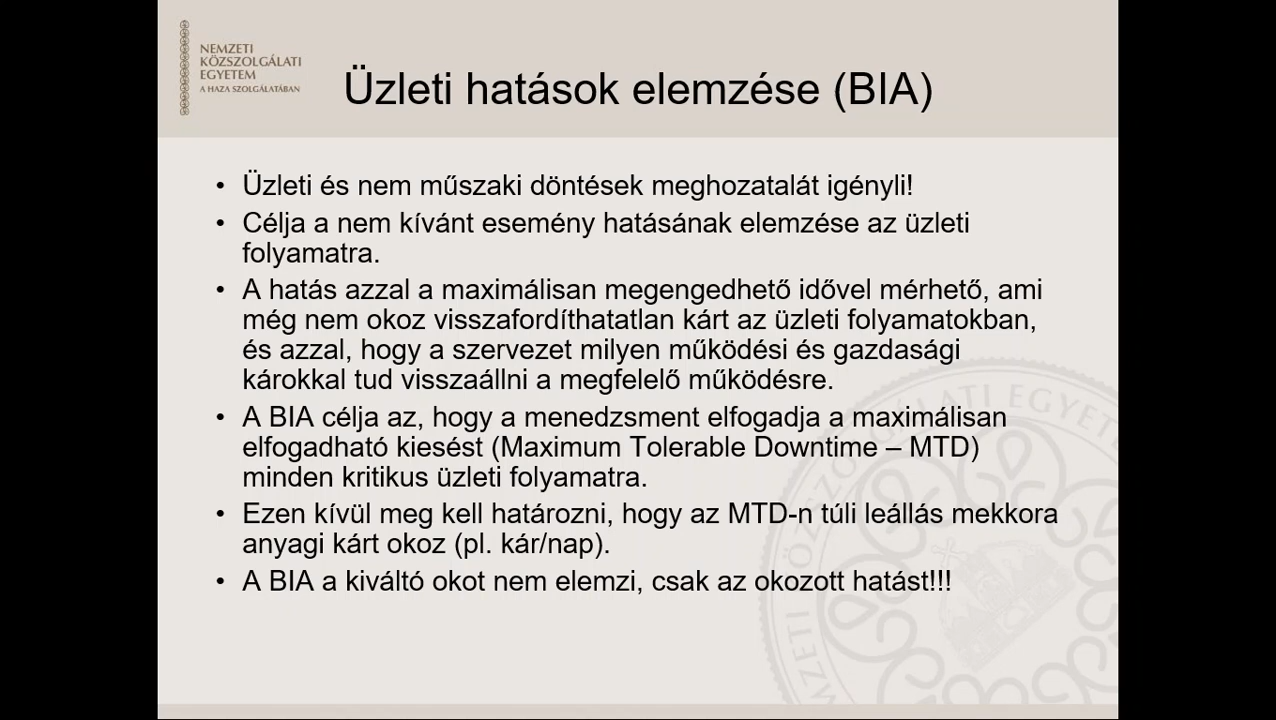 NEMZETI
KÖZSZOLGÁLATI
EGYETEM
A HAZA SZOLGÁLATÁBAN
Üzleti hatások elemzése (BIA)
• Üzleti és nem műszaki döntések meghozatalát igényli!
• Célja a nem kívánt esemény hatásának elemzése az üzleti
folyamatra.
• A hatás azzal a maximálisan megengedhető idővel mérhető, ami
még nem okoz visszafordíthatatlan kárt az üzleti folyamatokban,
és azzal, hogy a szervezet milyen működési és gazdasági
károkkal tud visszaállni a megfelelő működésre.
• A BIA célja az, hogy a menedzsment elfogadja a maximálisan
elfogadható kiesést (Maximum Tolerable Downtime – MTD)
minden kritikus üzleti folyamatra.
• Ezen kívül meg kell határozni, hogy az MTD-n túli leállás mekkora
anyagi kárt okoz (pl. kár/nap).
• A BIA a kiváltó okot nem elemzi, csak az okozott hatást!!!